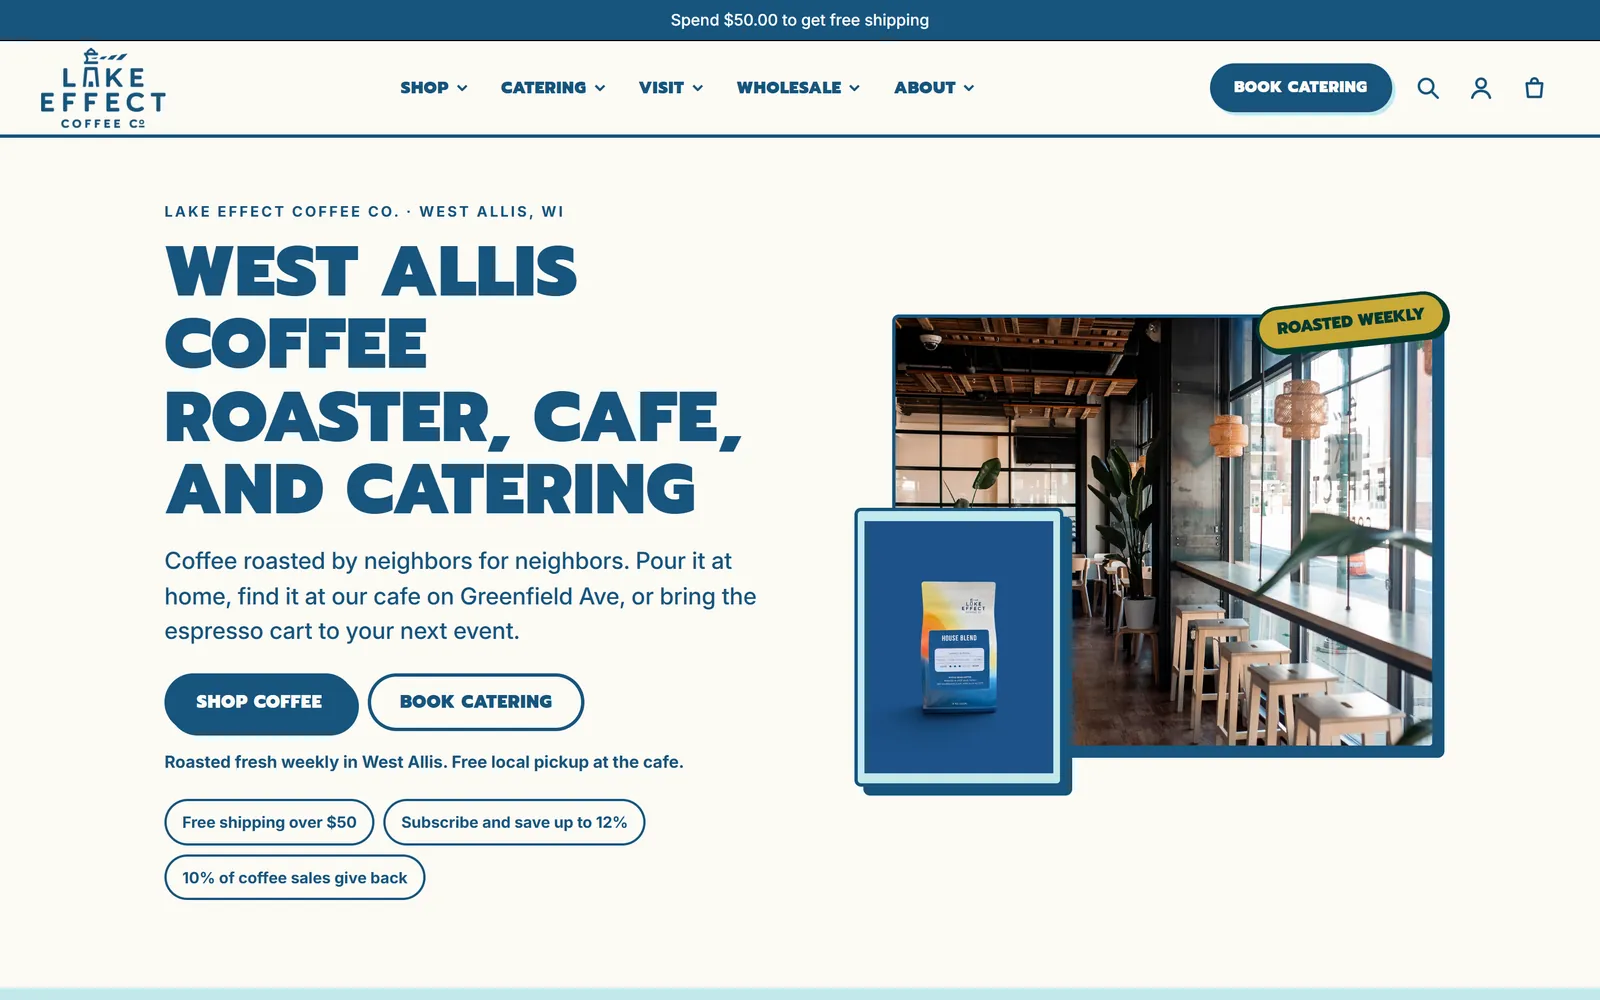 Spend $50.00 to get free shipping
LAKE
EFFECT
COFFEE CO
SHOP
CATERING
VISIT
WHOLESALE
ABOUT
BOOK CATERING
LAKE EFFECT COFFEE CO. · WEST ALLIS, WI
WEST ALLIS
COFFEE
ROASTER, CAFE,
AND CATERING
Coffee roasted by neighbors for neighbors. Pour it at
home, find it at our cafe on Greenfield Ave, or bring the
espresso cart to your next event.
SHOP COFFEE
BOOK CATERING
Roasted fresh weekly in West Allis. Free local pickup at the cafe.
Free shipping over $50
Subscribe and save up to 12%
10% of coffee sales give back
ROASTED WEEKLY
LAKE
EFFECT
HOUSE BLEND